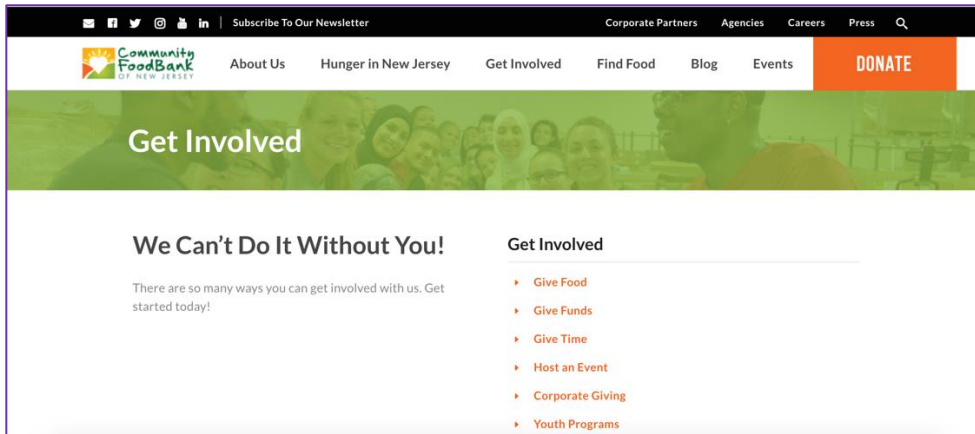 Subscribe To Our Newsletter
Corporate Partners Agencies Careers Press
Community
FoodBank
OF NEW JERSEY
About Us Hunger in New Jersey Get Involved Find Food Blog Events DONATE
Get Involved
We Can't Do It Without You!
There are so many ways you can get involved with us. Get
started today!
Get Involved
Give Food
Give Funds
Give Time
Host an Event
Corporate Giving
Youth Programs